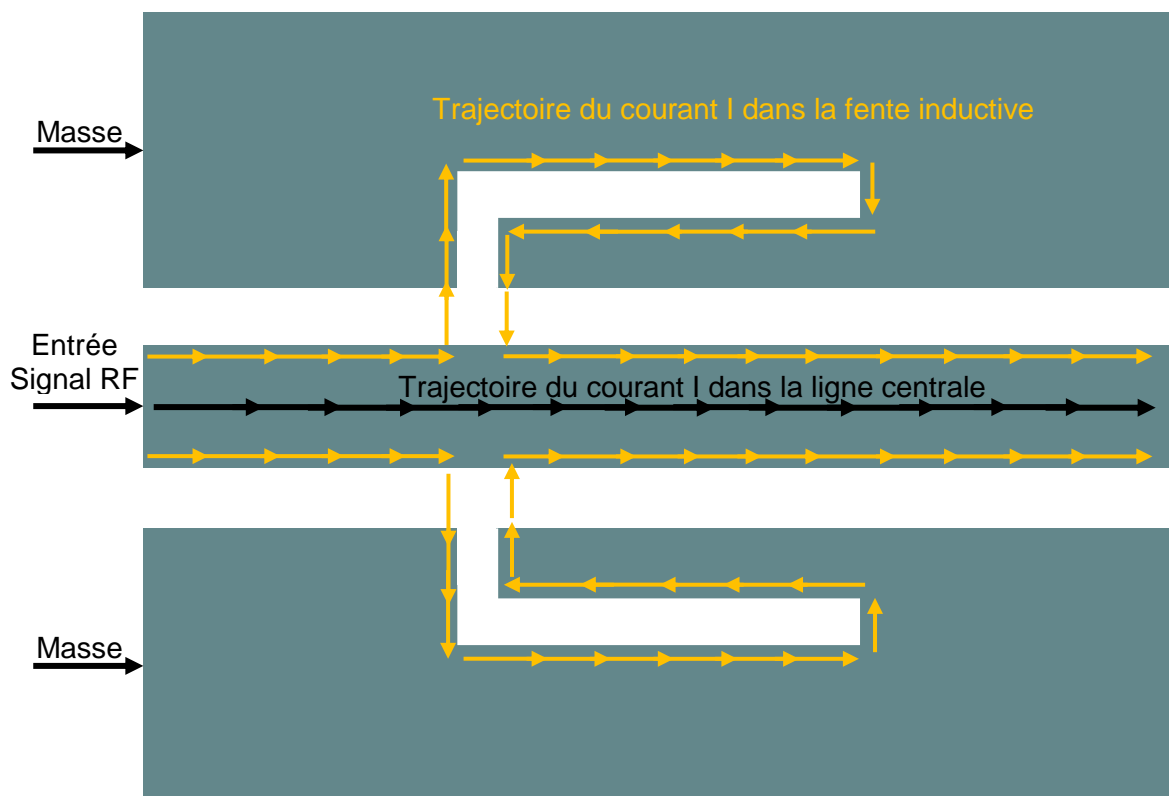 Trajectoire du courant I dans la fente inductive
Masse
Entrée
Signal RF
Trajectoire du courant I dans la ligne centrale
Masse